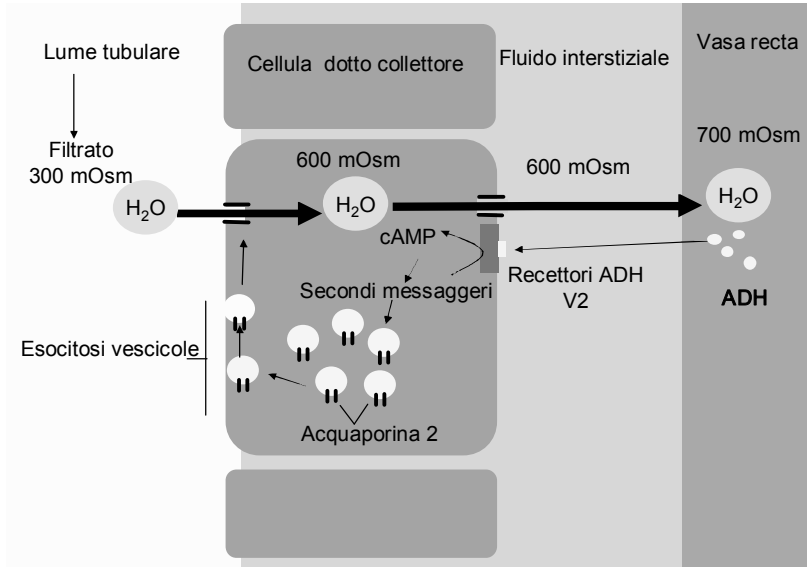 Lume tubulare
Cellula dotto collettore
Fluido interstiziale
Vasa recta
Filtrato
300 mOsm
600 mOsm
600 mOsm
700 mOsm
H2O
H2O
H2O
cAMP
Secondi messaggeri
Recettori ADH
V2
ADH
Esocitosi vescicole
Acquaporina 2